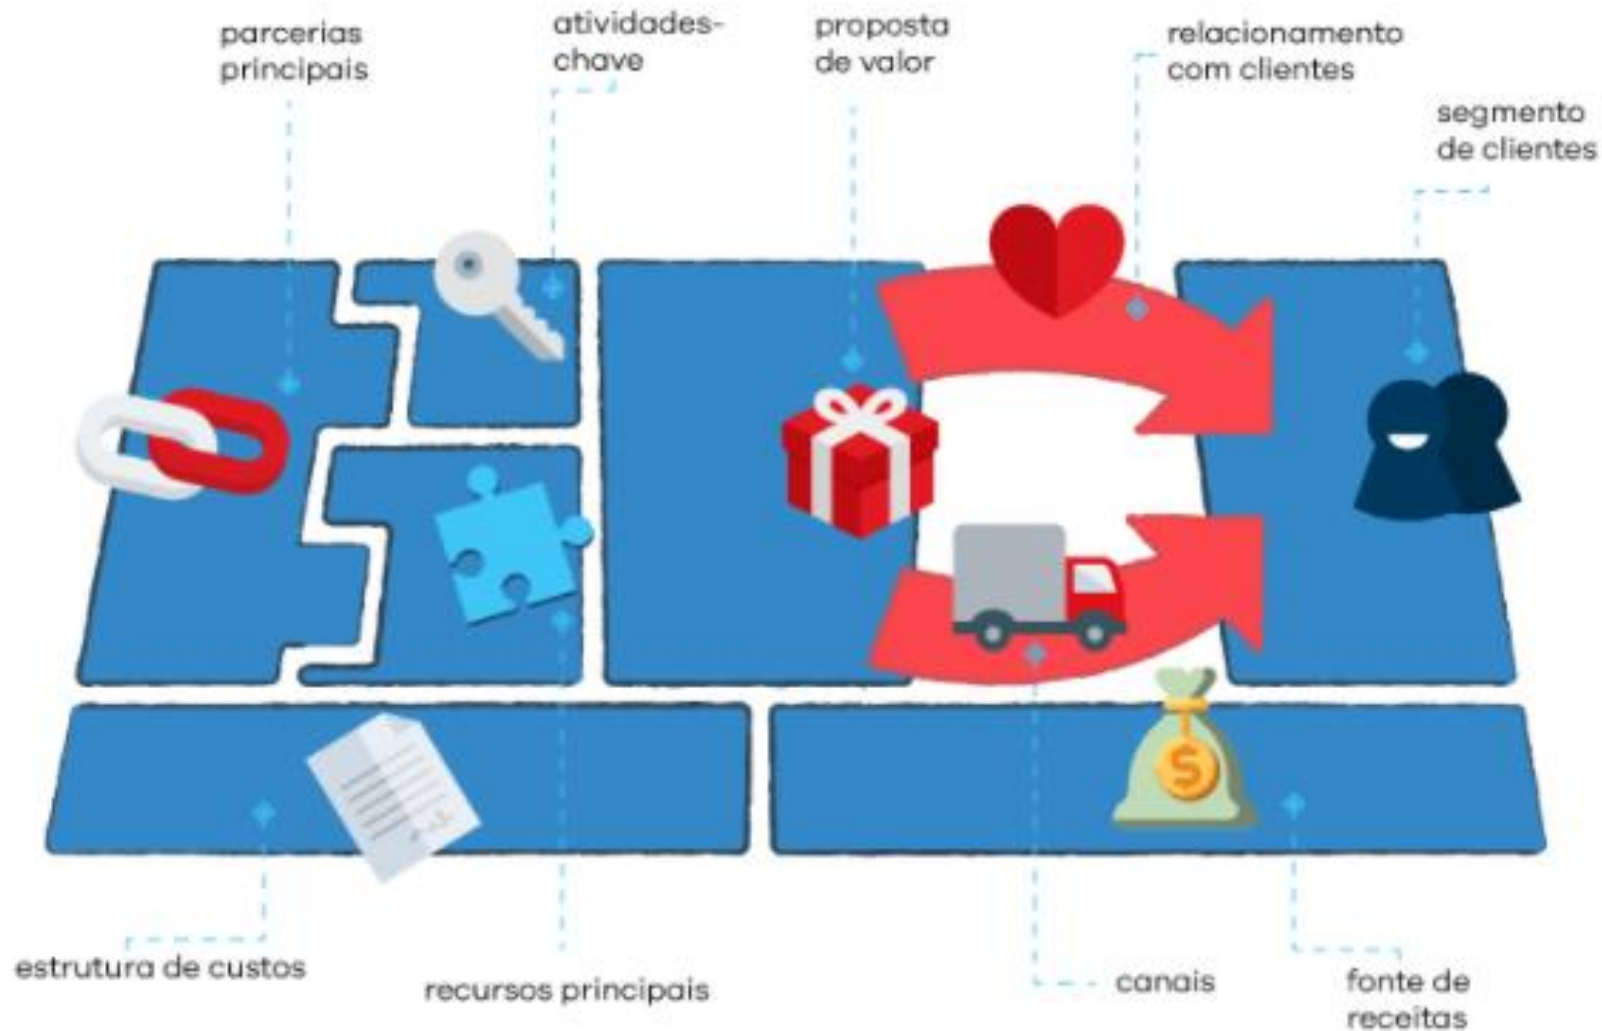 parcerias
principais
atividades-
chave
proposta
de valor
relacionamento
com clientes
segmento
de clientes
$
estrutura de custos
recursos principais
canais
fonte de
receitas